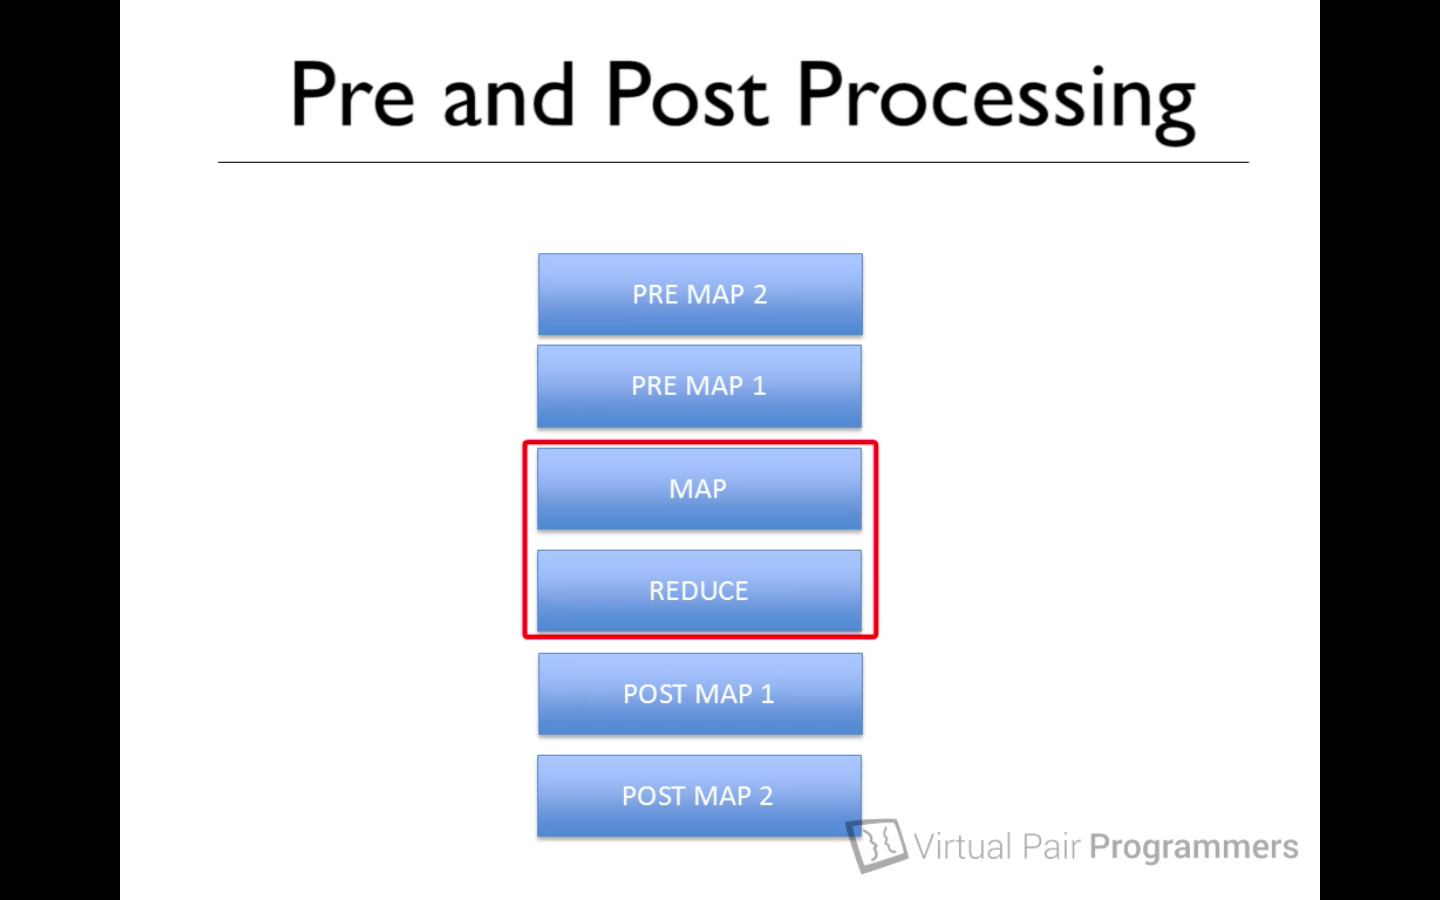 Pre and Post Processing
PRE MAP 2
PRE MAP 1
MAP
REDUCE
POST MAP 1
POST MAP 2
Virtual Pair Programmers